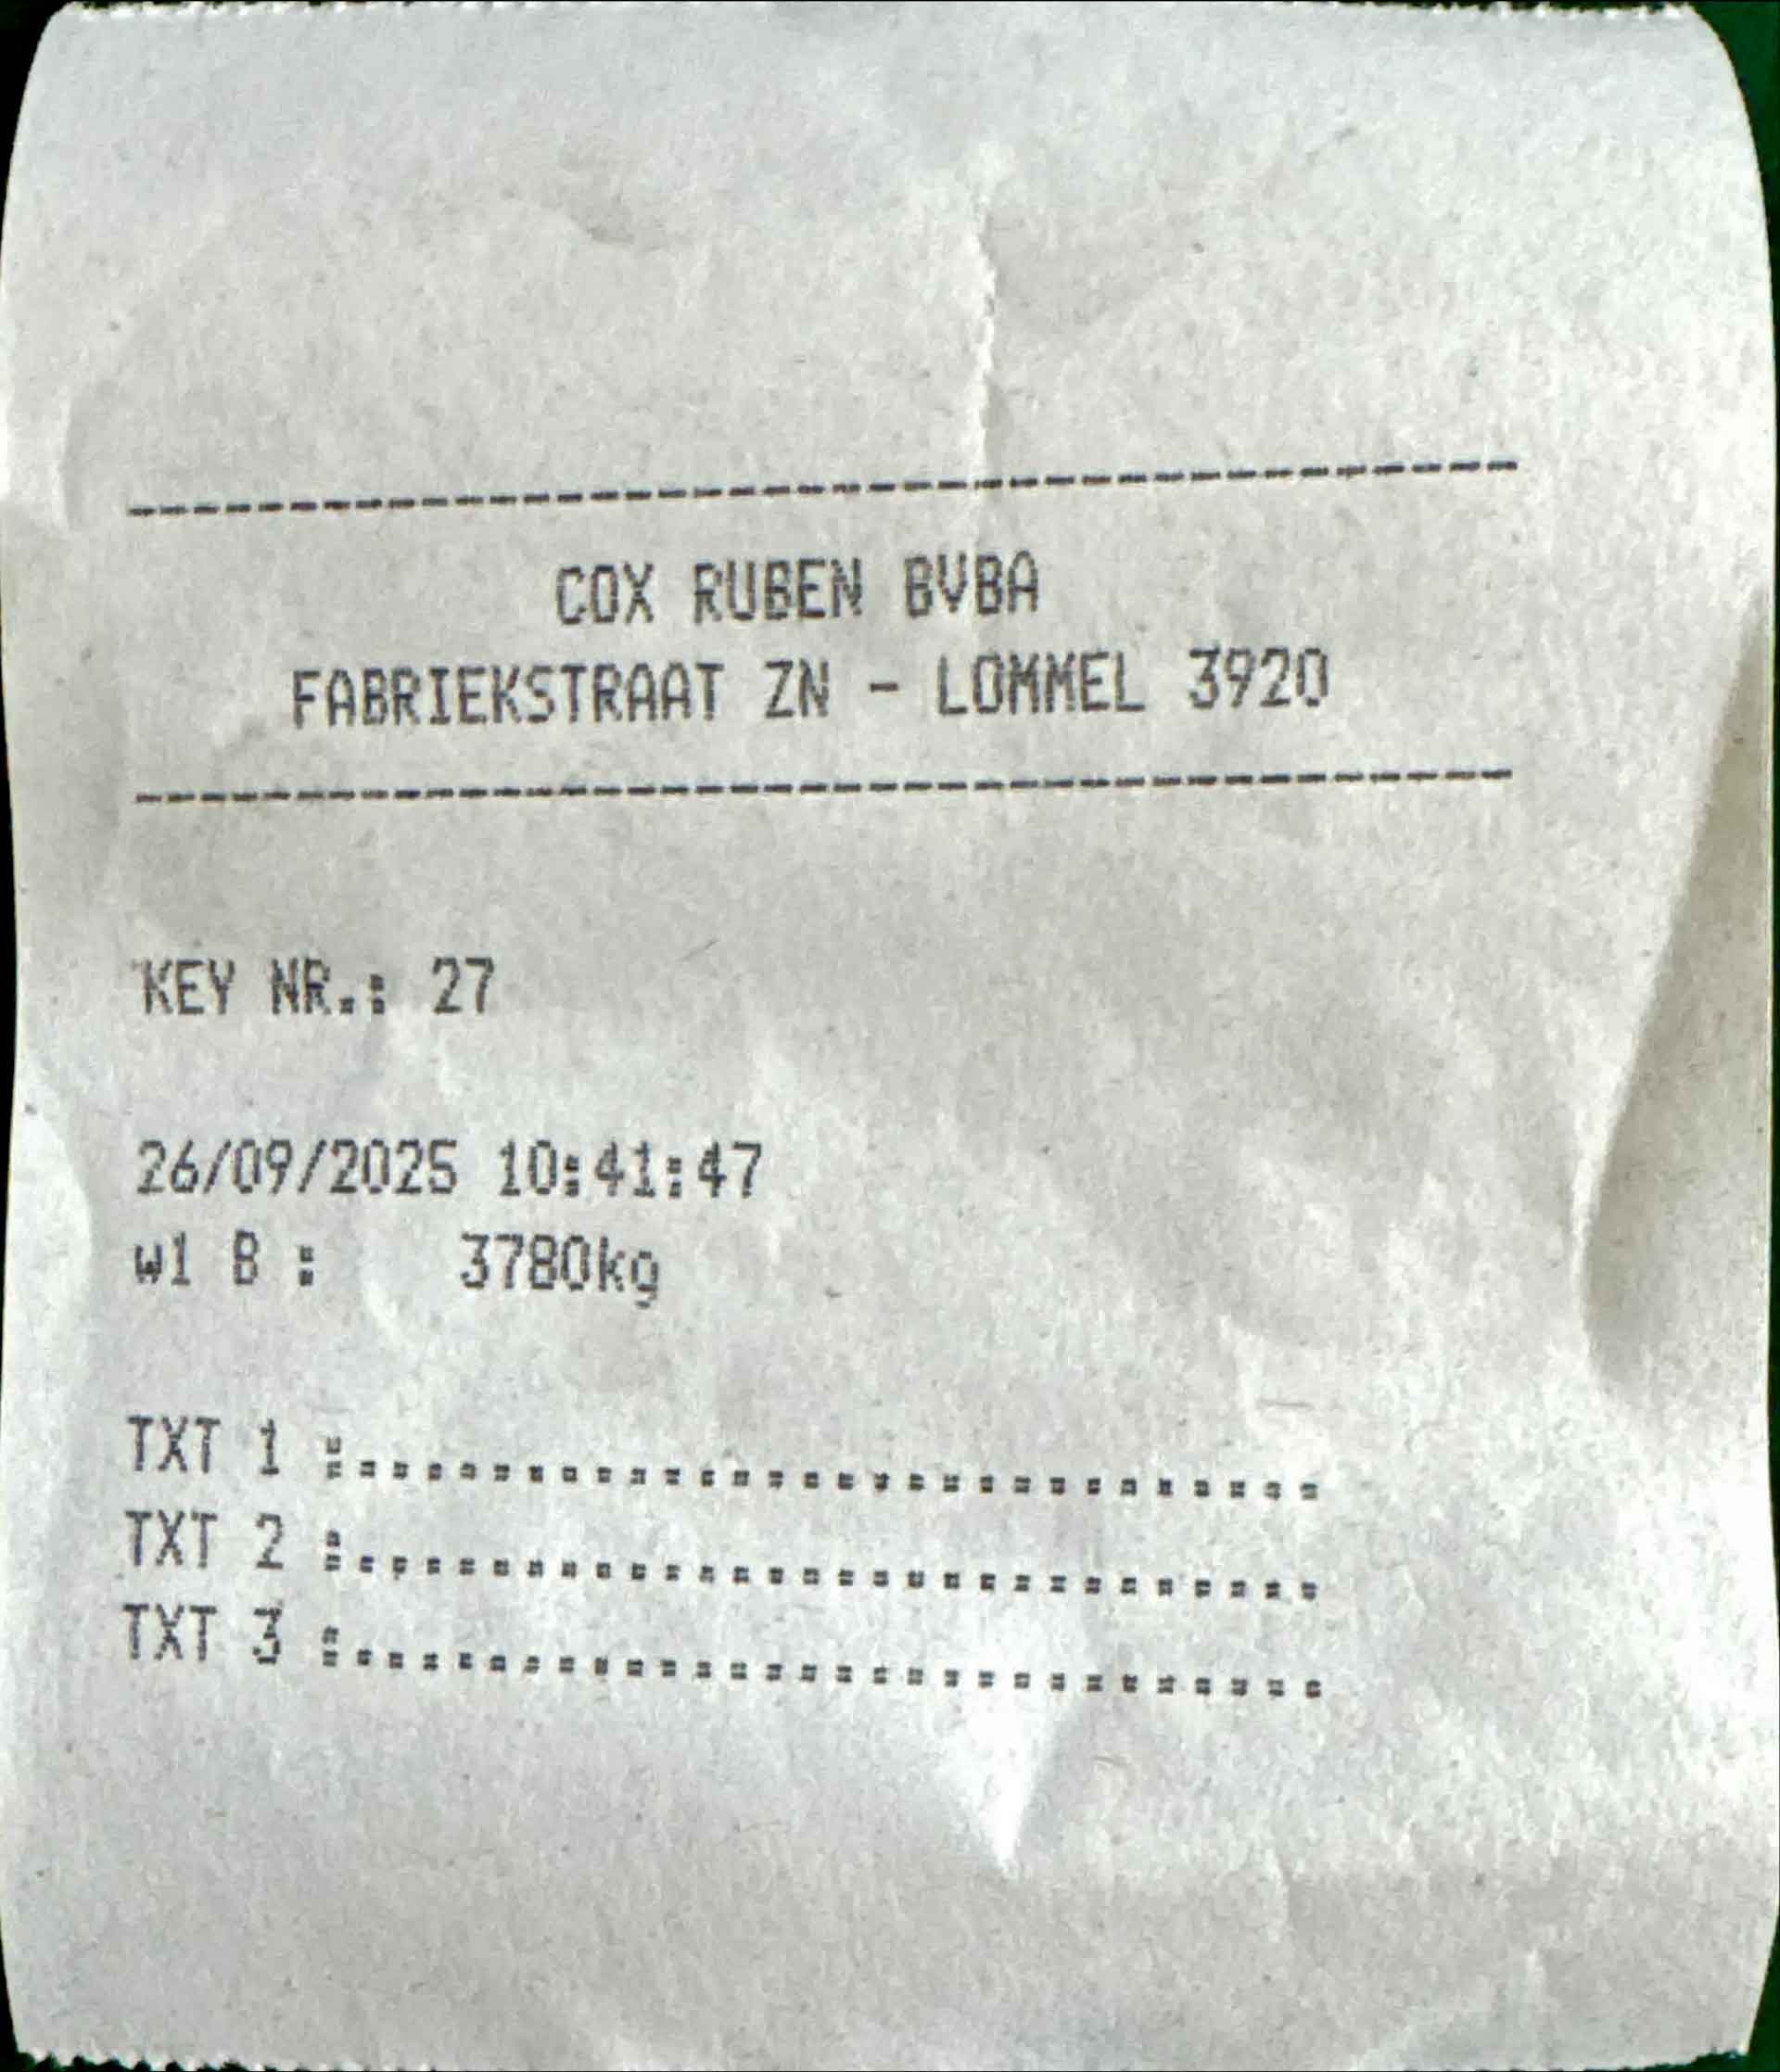 ----------------------------------------
COX RUBEN BVBA
FABRIEKSTRAAT ZN - LOMMEL 3920
----------------------------------------
KEY NR.: 27
26/09/2025 10:41:47
w1 B :    3780kg
TXT 1 :.............................
TXT 2 :.............................
TXT 3 :.............................